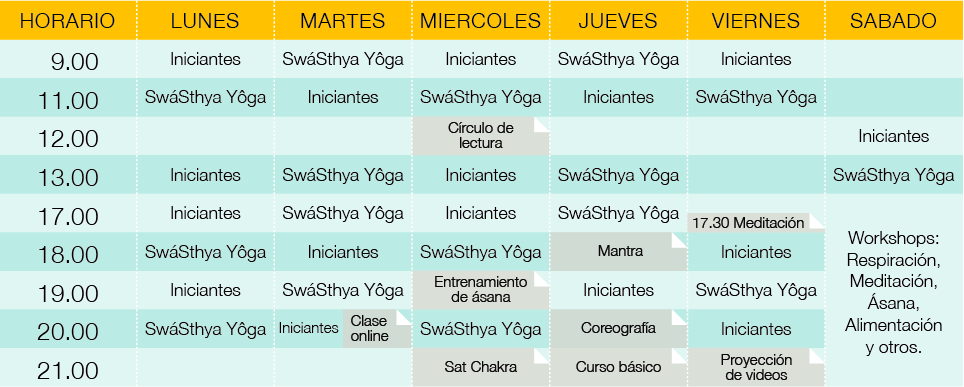 HORARIO LUNES MARTES MIERCOLES JUEVES VIERNES SABADO
9.00 Iniciantes SwáSthya Yôga Iniciantes SwáSthya Yôga Iniciantes
11.00 SwáSthya Yôga Iniciantes SwáSthya Yôga Iniciantes SwáSthya Yôga
12.00 Círculo de lectura Iniciantes
13.00 Iniciantes SwáSthya Yôga Iniciantes SwáSthya Yôga SwáSthya Yôga
17.00 Iniciantes SwáSthya Yôga Iniciantes SwáSthya Yôga 17.30 Meditación
18.00 SwáSthya Yôga Iniciantes SwáSthya Yôga Mantra Iniciantes
19.00 Iniciantes SwáSthya Yôga Entrenamiento de ásana Iniciantes SwáSthya Yôga
20.00 SwáSthya Yôga Iniciantes Clase online SwáSthya Yôga Coreografía Iniciantes
21.00 Sat Chakra Curso básico Proyección de videos
Workshops:
Respiración,
Meditación,
Ásana,
Alimentación
y otros.